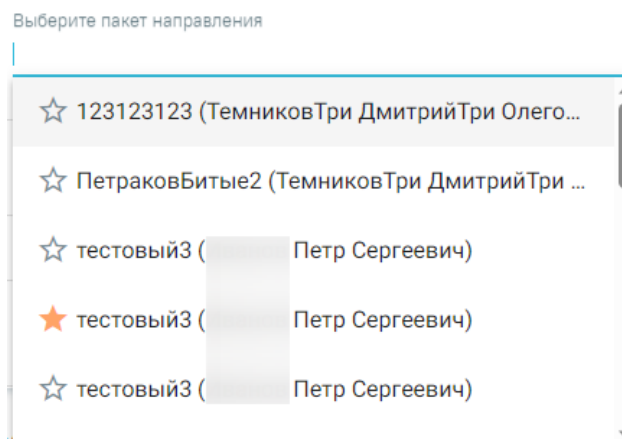 Выберите пакет направления
123123123 (ТемниковТри ДмитрийТри Олего...
ПетраковБитые2 (ТемниковТри ДмитрийТри ...
тестовый3 ( Петр Сергеевич)
тестовый3 ( Петр Сергеевич)
тестовый3 ( Петр Сергеевич)